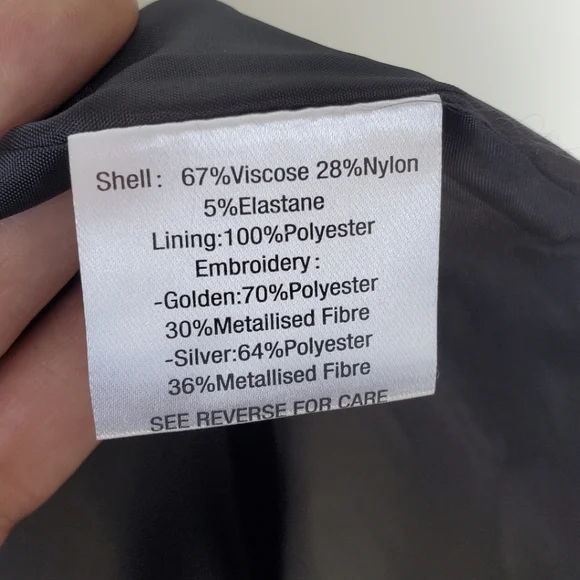 Shell: 67%Viscose 28%Nylon
5%Elastane
Lining:100%Polyester
Embroidery:
-Golden:70%Polyester
30%Metallised Fibre
-Silver:64%Polyester
36%Metallised Fibre
SEE REVERSE FOR CARE